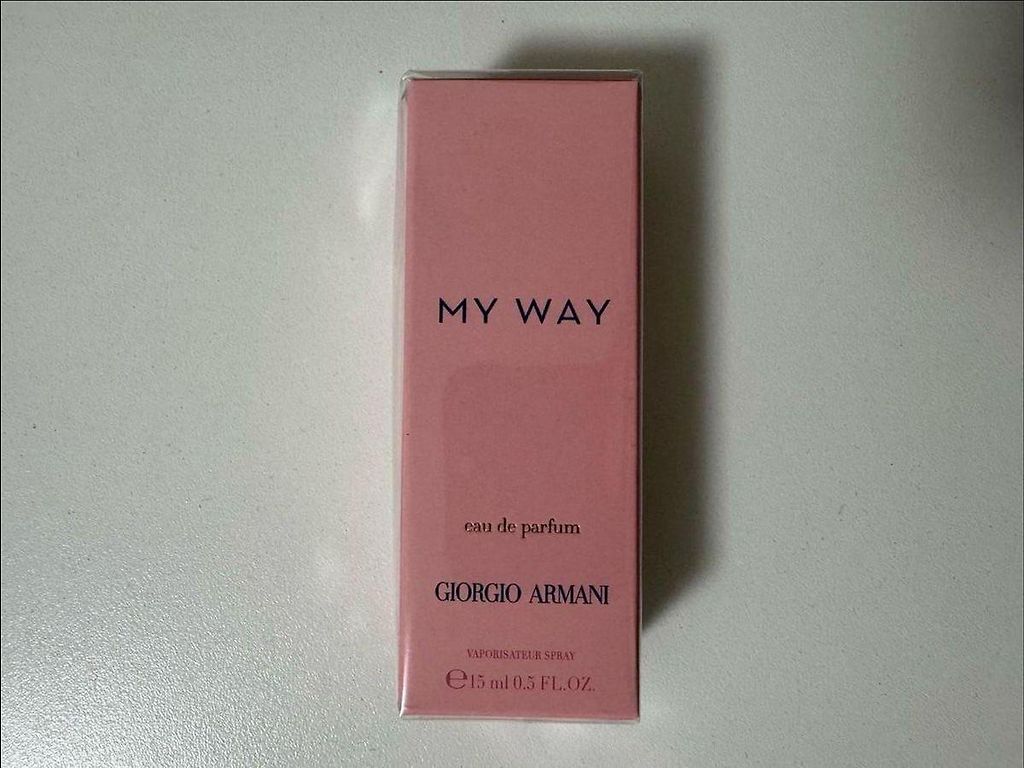 MY WAY
eau de parfum
GIORGIO ARMANI
VAPORISATEUR SPRAY
℮15 ml 0.5 FL.OZ.